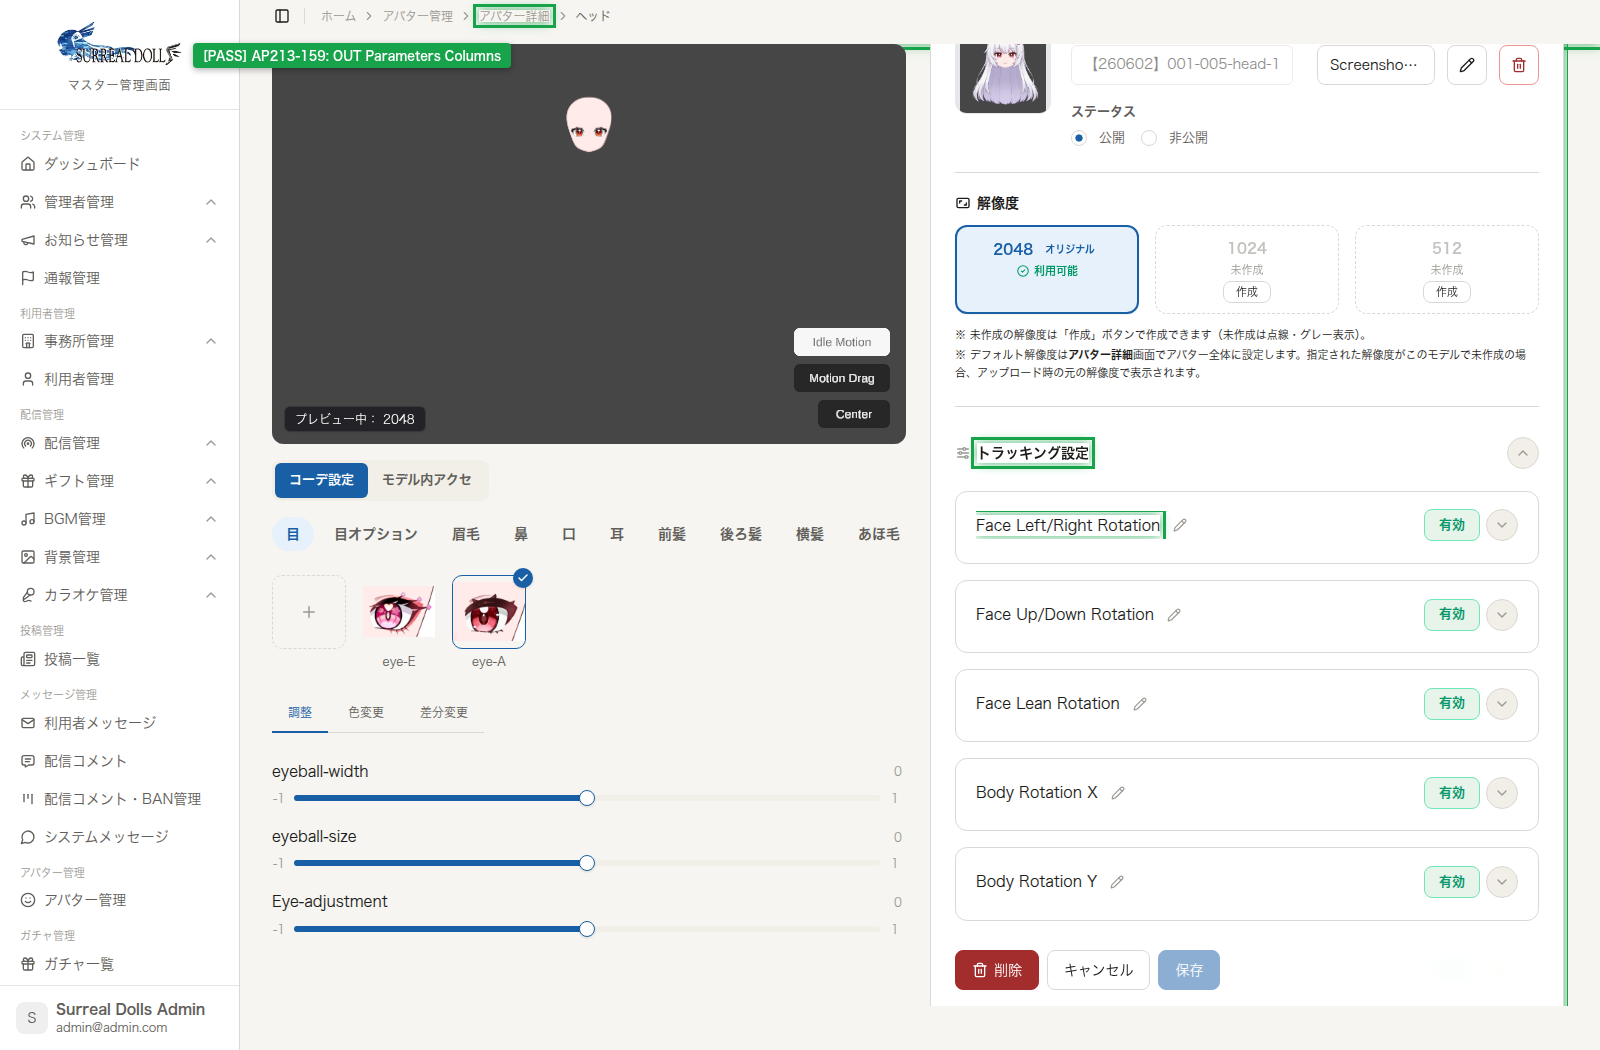 SURREAL DOLL
マスター管理画面
システム管理
ダッシュボード
管理者管理
お知らせ管理
通報管理
利用者管理
事務所管理
利用者管理
配信管理
配信管理
ギフト管理
BGM管理
背景管理
カラオケ管理
投稿管理
投稿一覧
メッセージ管理
利用者メッセージ
配信コメント
配信コメント・BAN管理
システムメッセージ
アバター管理
アバター管理
ガチャ管理
ガチャ一覧
S
Surreal Dolls Admin
admin@admin.com
ホーム > アバター管理 > アバター詳細 > ヘッド
[PASS] AP213-159: OUT Parameters Columns
Idle Motion
Motion Drag
Center
プレビュー中： 2048
コーデ設定 モデル内アクセ
目 目オプション 眉毛 鼻 口 耳 前髪 後ろ髪 横髪 あほ毛
eye-E eye-A
調整 色変更 差分変更
eyeball-width 0
-1 1
eyeball-size 0
-1 1
Eye-adjustment 0
-1 1
【260602】001-005-head-1 Screensho…
ステータス
公開 非公開
解像度
2048 オリジナル
利用可能
1024
未作成
作成
512
未作成
作成
※ 未作成の解像度は「作成」ボタンで作成できます（未作成は点線・グレー表示）。
※ デフォルト解像度はアバター詳細画面でアバター全体に設定します。指定された解像度がこのモデルで未作成の場
合、アップロード時の元の解像度で表示されます。
トラッキング設定
Face Left/Right Rotation 有効
Face Up/Down Rotation 有効
Face Lean Rotation 有効
Body Rotation X 有効
Body Rotation Y 有効
削除 キャンセル 保存